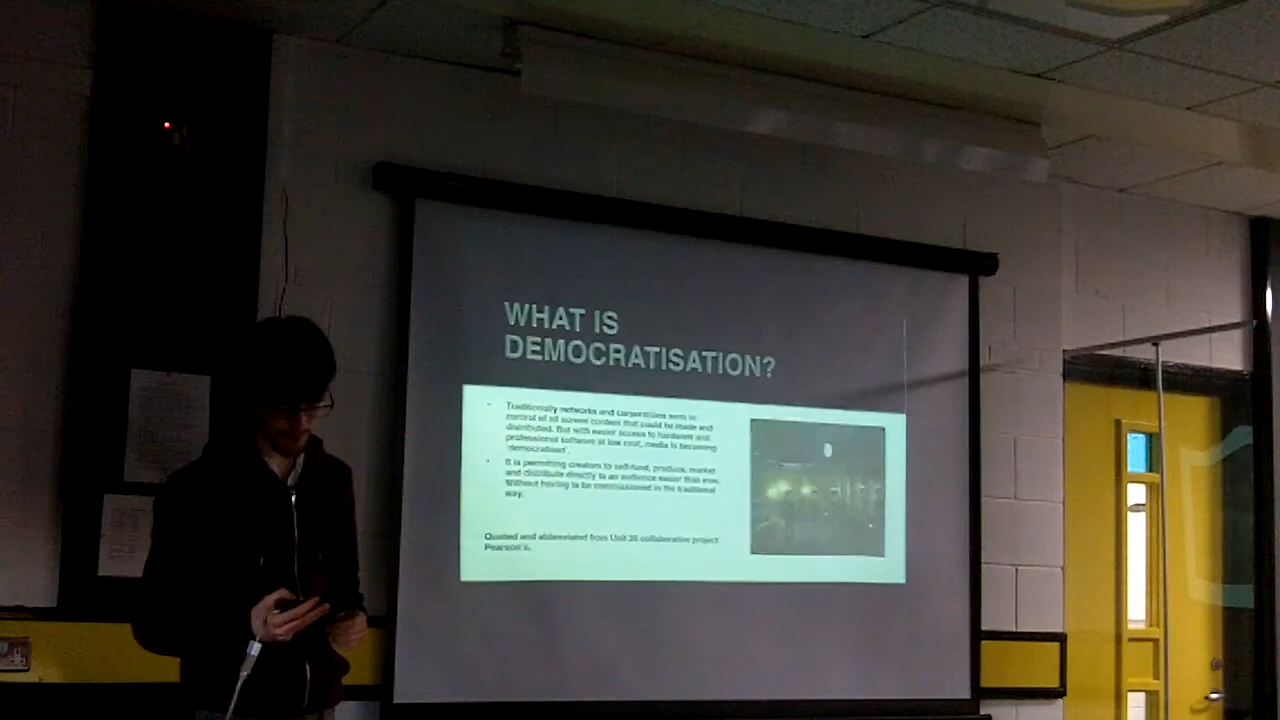 WHAT IS
DEMOCRATISATION?
Traditionally networks and corporations were in
control of all screen content that could be made and
distributed. But with easier access to hardware and
professional software at low cost, media is becoming
'democratised'.
It is permitting creators to self-fund, produce, market
and distribute directly to an audience easier than ever.
Without having to be commissioned in the traditional
way.
Quoted and abbreviated from Unit 36 collaborative project
Pearson's.